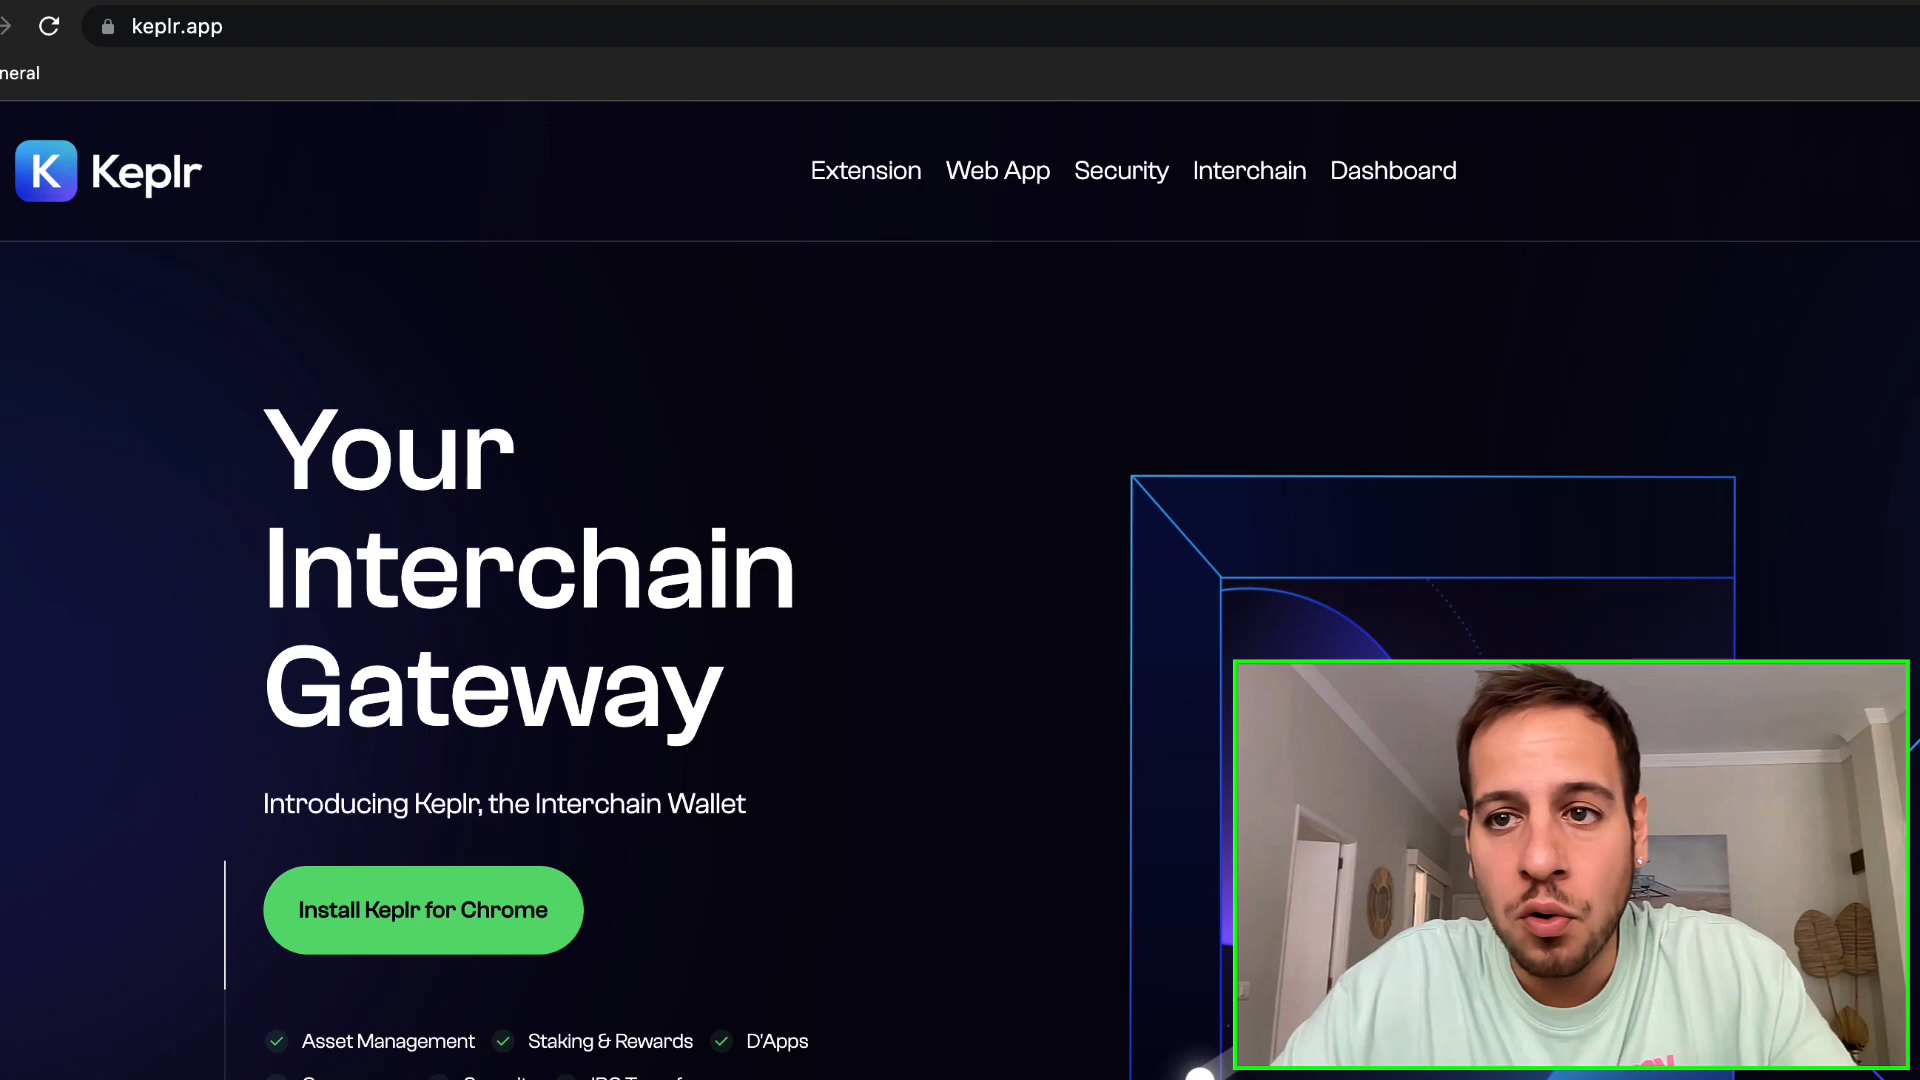 keplr.app
neral
K Keplr
Extension Web App Security Interchain Dashboard
Your
Interchain
Gateway
Introducing Keplr, the Interchain Wallet
Install Keplr for Chrome
Asset Management Staking & Rewards D'Apps